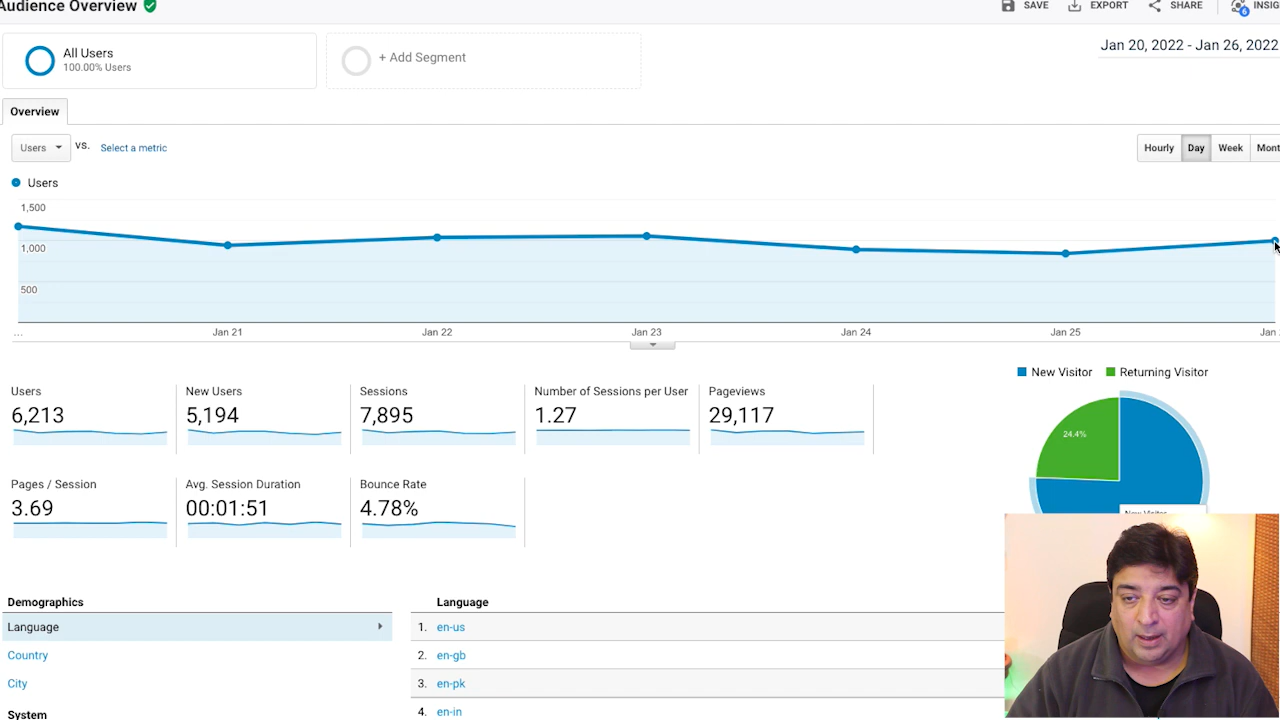 Audience Overview
SAVE EXPORT SHARE INSIG
All Users
100.00% Users
+ Add Segment
Jan 20, 2022 - Jan 26, 2022
Overview
Users vs. Select a metric
Hourly Day Week Mont
Users
1,500
1,000
500
... Jan 21 Jan 22 Jan 23 Jan 24 Jan 25 Jan
New Visitor Returning Visitor
Users New Users Sessions Number of Sessions per User Pageviews
6,213 5,194 7,895 1.27 29,117
24.4%
Pages / Session Avg. Session Duration Bounce Rate
3.69 00:01:51 4.78%
New Visitor
Demographics Language
Language 1. en-us
Country 2. en-gb
City 3. en-pk
System 4. en-in